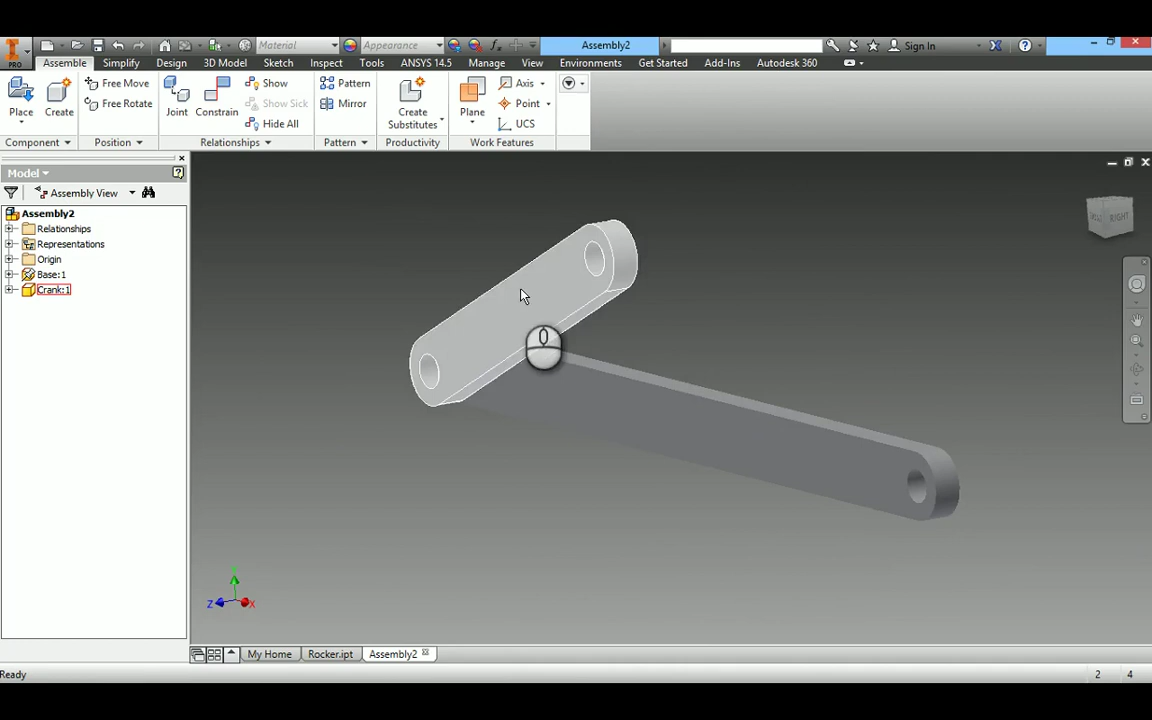 Material
Appearance
Assembly2
Sign In
PRO
Assemble
Simplify
Design
3D Model
Sketch
Inspect
Tools
ANSYS 14.5
Manage
View
Environments
Get Started
Add-Ins
Autodesk 360
Place
Create
Free Move
Free Rotate
Joint
Constrain
Show
Show Sick
Hide All
Pattern
Mirror
Create
Substitutes
Plane
Axis
Point
UCS
Component
Position
Relationships
Pattern
Productivity
Work Features
Model
Assembly View
Assembly2
Relationships
Representations
Origin
Base:1
Crank:1
RIGHT
Z
X
My Home
Rocker.ipt
Assembly2
Ready
2
4